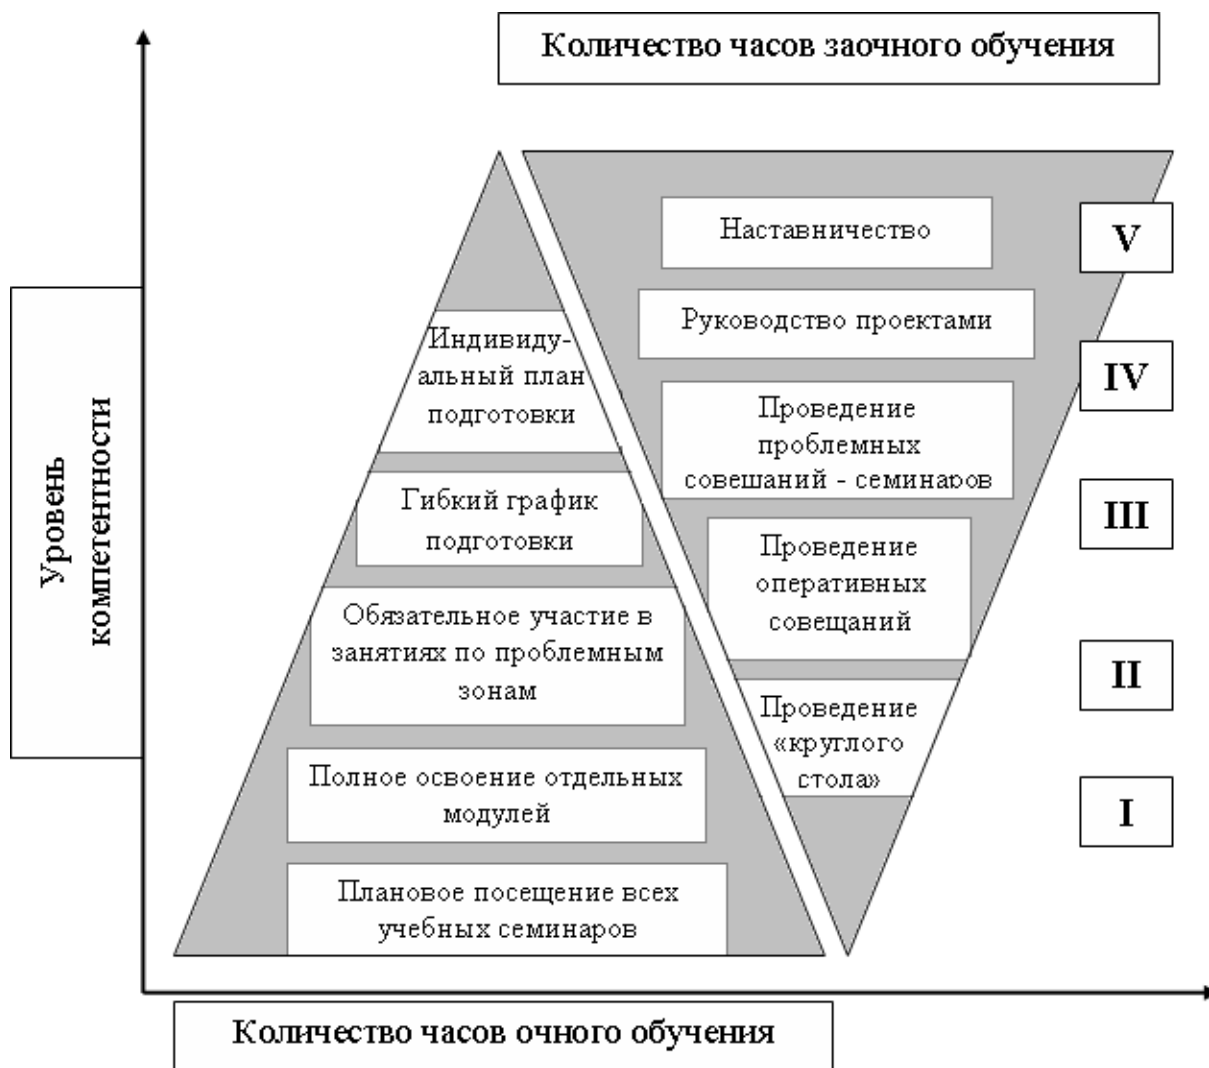 Количество часов заочного обучения
Уровень
компетентности
Индивиду-
альный план
подготовки
Гибкий график
подготовки
Обязательное участие в
занятиях по проблемным
зонам
Полное освоение отдельных
модулей
Плановое посещение всех
учебных семинаров
Наставничество
Руководство проектами
Проведение
проблемных
совещаний - семинаров
Проведение
оперативных
совещаний
Проведение
«круглого
стола»
V
IV
III
II
I
Количество часов очного обучения